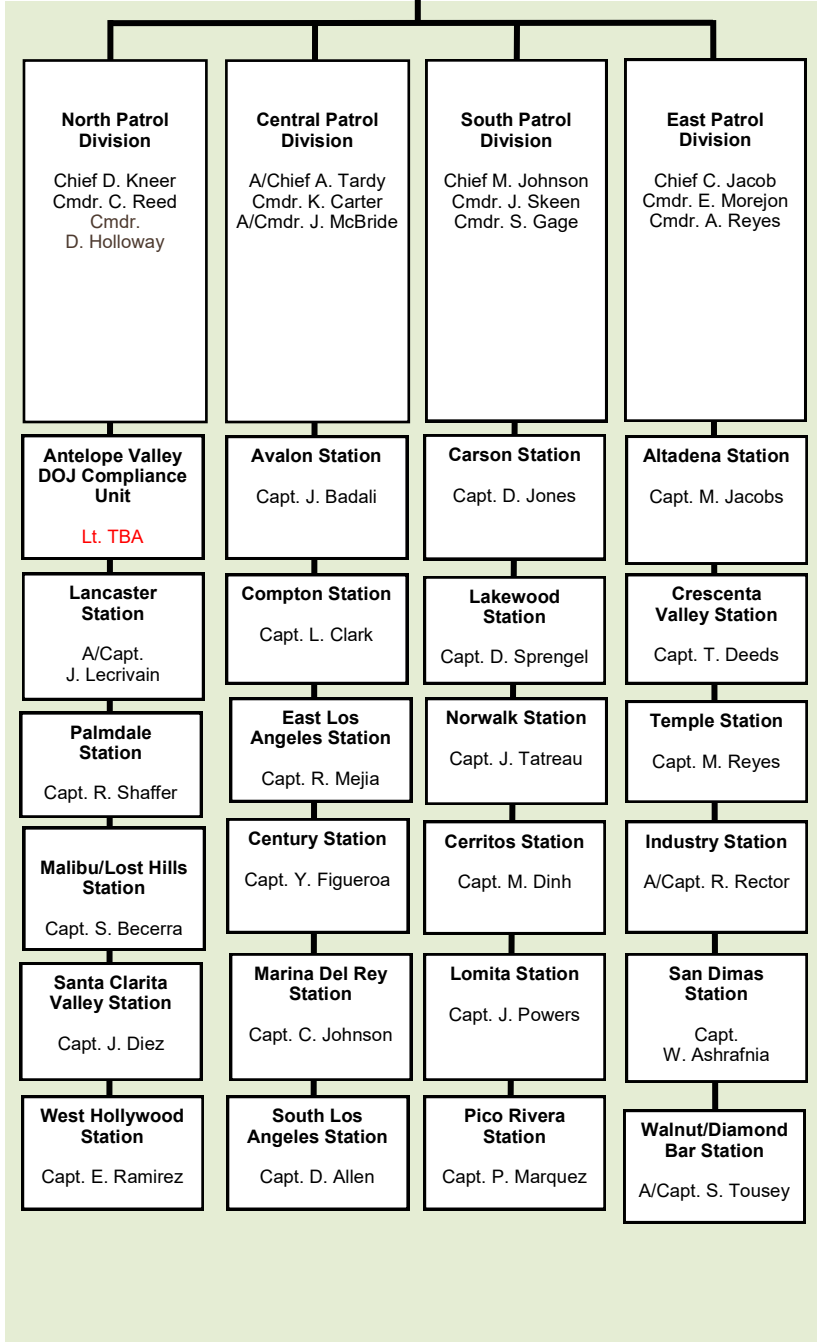 North Patrol
Division
Chief D. Kneer
Cmdr. C. Reed
Cmdr.
D. Holloway
Central Patrol
Division
A/Chief A. Tardy
Cmdr. K. Carter
A/Cmdr. J. McBride
South Patrol
Division
Chief M. Johnson
Cmdr. J. Skeen
Cmdr. S. Gage
East Patrol
Division
Chief C. Jacob
Cmdr. E. Morejon
Cmdr. A. Reyes
Antelope Valley
DOJ Compliance
Unit
Lt. TBA
Avalon Station
Capt. J. Badali
Carson Station
Capt. D. Jones
Altadena Station
Capt. M. Jacobs
Lancaster
Station
A/Capt.
J. Lecrivain
Compton Station
Capt. L. Clark
Lakewood
Station
Capt. D. Sprengel
Crescenta
Valley Station
Capt. T. Deeds
Palmdale
Station
Capt. R. Shaffer
East Los
Angeles Station
Capt. R. Mejia
Norwalk Station
Capt. J. Tatreau
Temple Station
Capt. M. Reyes
Malibu/Lost Hills
Station
Capt. S. Becerra
Century Station
Capt. Y. Figueroa
Cerritos Station
Capt. M. Dinh
Industry Station
A/Capt. R. Rector
Santa Clarita
Valley Station
Capt. J. Diez
Marina Del Rey
Station
Capt. C. Johnson
Lomita Station
Capt. J. Powers
San Dimas
Station
Capt.
W. Ashrafnia
West Hollywood
Station
Capt. E. Ramirez
South Los
Angeles Station
Capt. D. Allen
Pico Rivera
Station
Capt. P. Marquez
Walnut/Diamond
Bar Station
A/Capt. S. Tousey